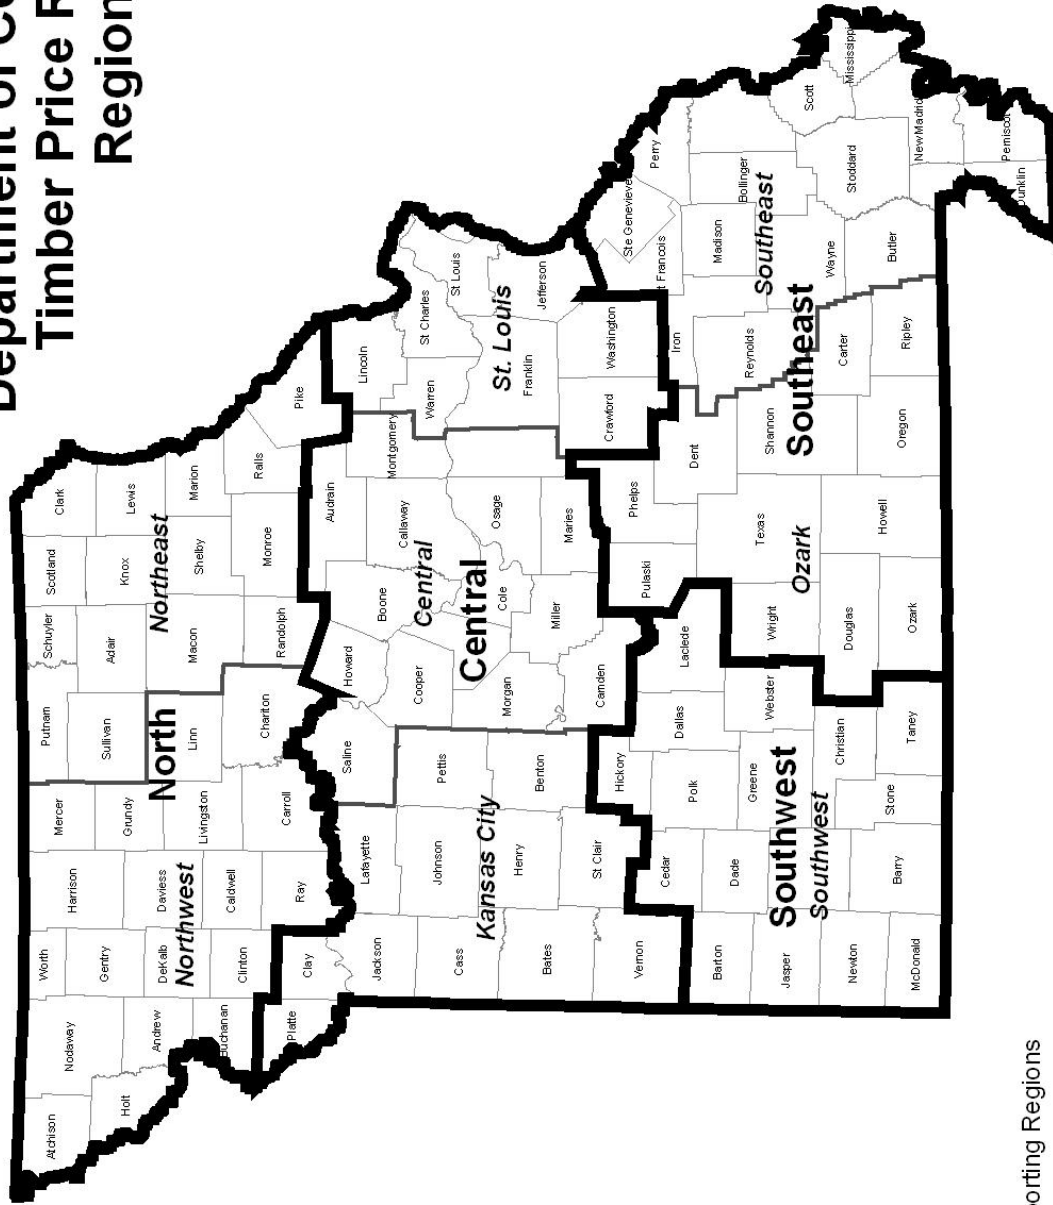 Department of Co
Timber Price R
Region
Atchison
Nodaway
Worth
Harrison
Mercer
Putnam
Schuyler
Scotland
Clark
Gentry
Sullivan
Adair
Knox
Lewis
Holt
Andrew
DeKalb
Daviess
Grundy
Northwest
North
Northeast
Linn
Macon
Shelby
Marion
Buchanan
Clinton
Caldwell
Livingston
Chariton
Randolph
Monroe
Ralls
Pike
Platte
Clay
Ray
Carroll
Saline
Howard
Boone
Audrain
Montgomery
Lincoln
Jackson
Lafayette
Cooper
Callaway
Warren
St Charles
St Louis
Central
Central
Cass
Johnson
Pettis
Morgan
Cole
Osage
Franklin
Jefferson
St. Louis
Kansas City
Bates
Henry
Benton
Miller
Maries
Camden
Vernon
St Clair
Hickory
Pulaski
Phelps
Crawford
Washington
Ste Genevieve
Perry
t Francois
Cedar
Polk
Dallas
Laclede
Dent
Iron
Madison
Bollinger
Barton
Dade
Greene
Webster
Wright
Texas
Shannon
Reynolds
Southeast
Southeast
Southwest
Southwest
Ozark
Scott
Mississippi
Jasper
Newton
McDonald
Barry
Stone
Christian
Taney
Douglas
Ozark
Howell
Oregon
Carter
Ripley
Wayne
Butler
Stoddard
New Madrid
Pemiscot
Dunklin
orting Regions